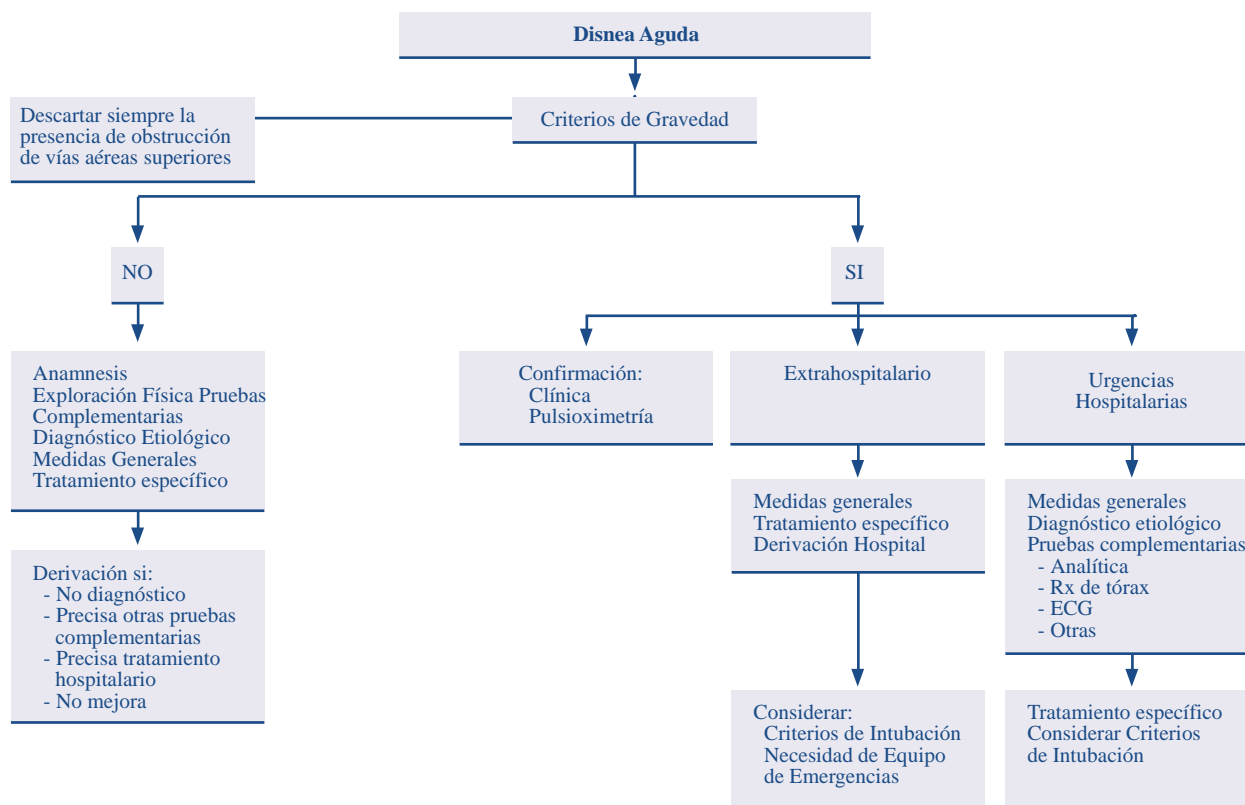 Disnea Aguda
Descartar siempre la
presencia de obstrucción
de vías aéreas superiores
Criterios de Gravedad
NO
SI
Anamnesis
Exploración Física Pruebas
Complementarias
Diagnóstico Etiológico
Medidas Generales
Tratamiento específico
Confirmación:
Clínica
Pulsioximetría
Extrahospitalario
Urgencias
Hospitalarias
Medidas generales
Tratamiento específico
Derivación Hospital
Medidas generales
Diagnóstico etiológico
Pruebas complementarias
- Analítica
- Rx de tórax
- ECG
- Otras
Derivación si:
- No diagnóstico
- Precisa otras pruebas
complementarias
- Precisa tratamiento
hospitalario
- No mejora
Considerar:
Criterios de Intubación
Necesidad de Equipo
de Emergencias
Tratamiento específico
Considerar Criterios
de Intubación